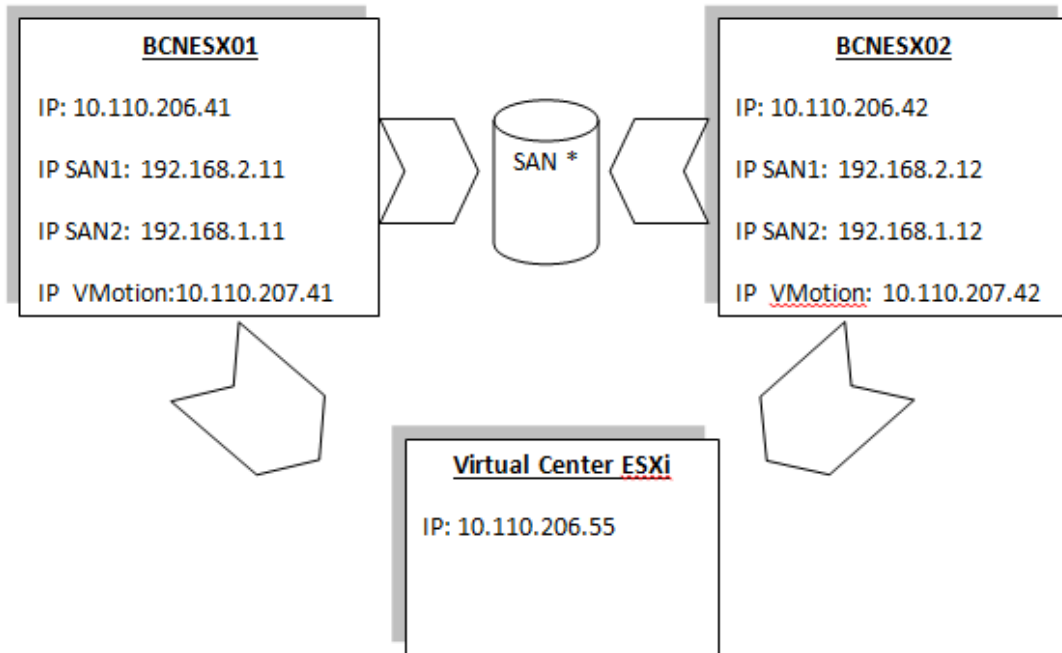 BCNESX01
IP: 10.110.206.41
IP SAN1: 192.168.2.11
IP SAN2: 192.168.1.11
IP VMotion:10.110.207.41
SAN *
BCNESX02
IP: 10.110.206.42
IP SAN1: 192.168.2.12
IP SAN2: 192.168.1.12
IP VMotion: 10.110.207.42
Virtual Center ESXi
IP: 10.110.206.55